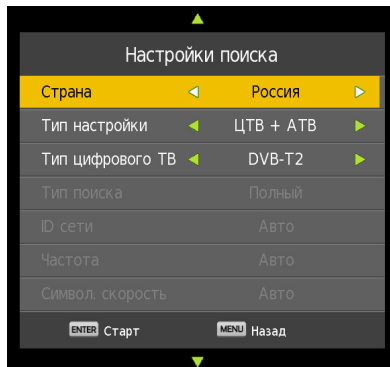 Настройки поиска
Страна Россия
Тип настройки ЦТВ + АТВ
Тип цифрового ТВ DVB-T2
Тип поиска Полный
ID сети Авто
Частота Авто
Символ. скорость Авто
ENTER Старт MENU Назад